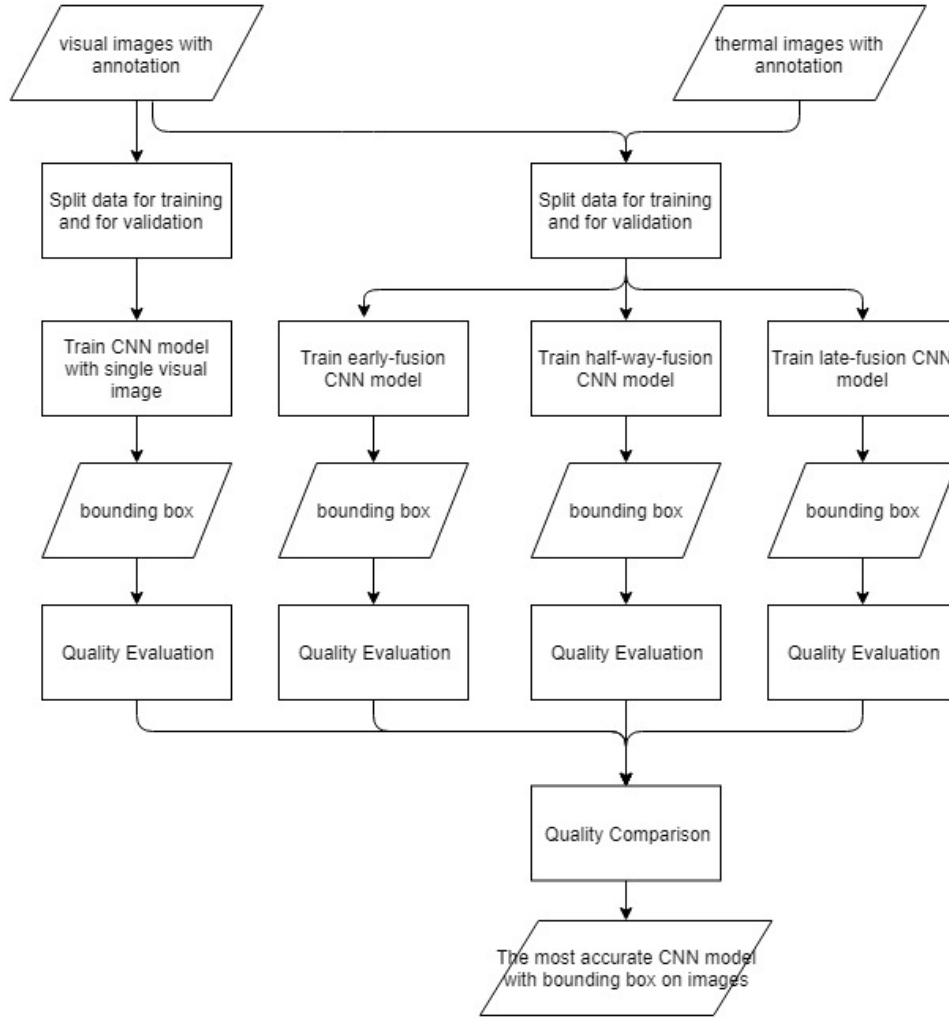 visual images with
annotation
thermal images with
annotation
Split data for training
and for validation
Split data for training
and for validation
Train CNN model
with single visual
image
Train early-fusion
CNN model
Train half-way-fusion
CNN model
Train late-fusion CNN
model
bounding box
bounding box
bounding box
bounding box
Quality Evaluation
Quality Evaluation
Quality Evaluation
Quality Evaluation
Quality Comparison
The most accurate CNN model
with bounding box on images